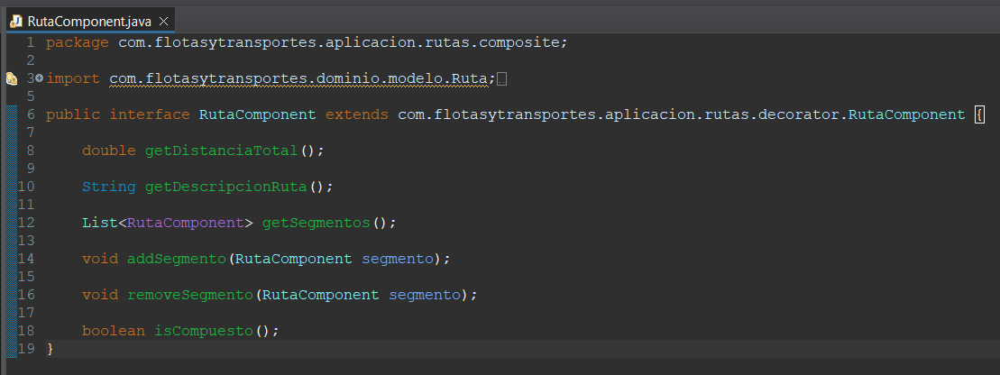 RutaComponent.java
1 package com.flotasytransportes.aplicacion.rutas.composite;
2
3 import com.flotasytransportes.dominio.modelo.Ruta;
5
6 public interface RutaComponent extends com.flotasytransportes.aplicacion.rutas.decorator.RutaComponent {
7
8 double getDistanciaTotal();
9
10 String getDescripcionRuta();
11
12 List<RutaComponent> getSegmentos();
13
14 void addSegmento(RutaComponent segmento);
15
16 void removeSegmento(RutaComponent segmento);
17
18 boolean isCompuesto();
19 }